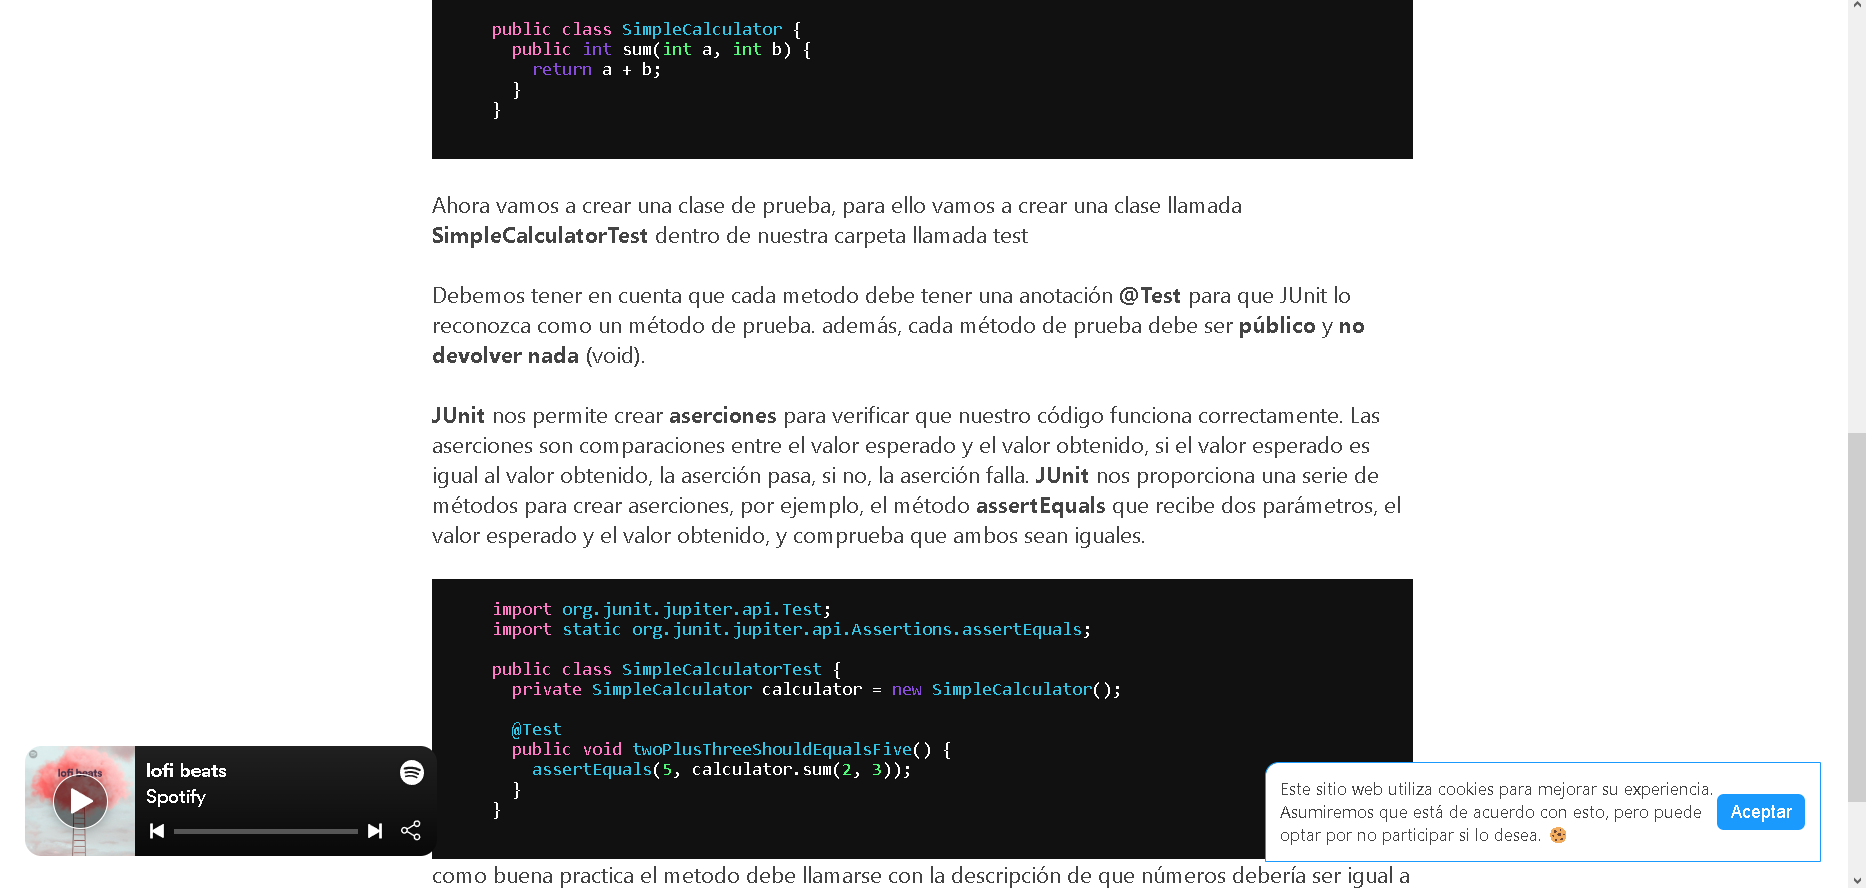 public class SimpleCalculator {
public int sum(int a, int b) {
return a + b;
}
}
Ahora vamos a crear una clase de prueba, para ello vamos a crear una clase llamada
SimpleCalculatorTest dentro de nuestra carpeta llamada test
Debemos tener en cuenta que cada metodo debe tener una anotación @Test para que JUnit lo
reconozca como un método de prueba. además, cada método de prueba debe ser público y no
devolver nada (void).
JUnit nos permite crear aserciones para verificar que nuestro código funciona correctamente. Las
aserciones son comparaciones entre el valor esperado y el valor obtenido, si el valor esperado es
igual al valor obtenido, la aserción pasa, si no, la aserción falla. JUnit nos proporciona una serie de
métodos para crear aserciones, por ejemplo, el método assertEquals que recibe dos parámetros, el
valor esperado y el valor obtenido, y comprueba que ambos sean iguales.
import org.junit.jupiter.api.Test;
import static org.junit.jupiter.api.Assertions.assertEquals;
public class SimpleCalculatorTest {
private SimpleCalculator calculator = new SimpleCalculator();
@Test
public void twoPlusThreeShouldEqualsFive() {
assertEquals(5, calculator.sum(2, 3));
}
}
lofi beats
lofi beats
Spotify
Este sitio web utiliza cookies para mejorar su experiencia.
Asumiremos que está de acuerdo con esto, pero puede
optar por no participar si lo desea. 🍪
Aceptar
como buena practica el metodo debe llamarse con la descripción de que números debería ser igual a